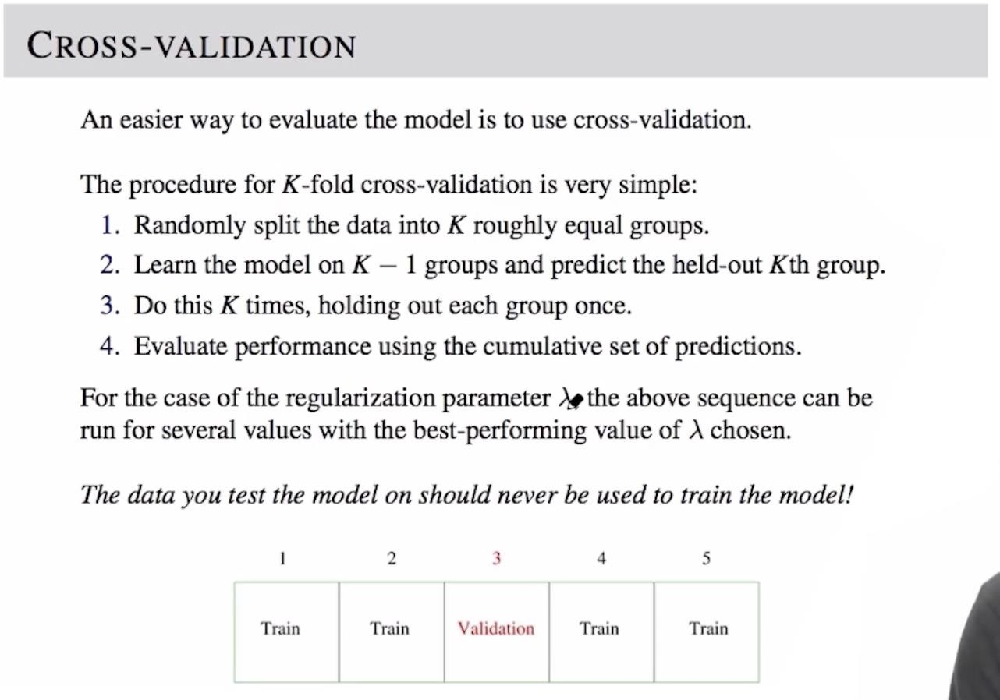 CROSS-VALIDATION
An easier way to evaluate the model is to use cross-validation.
The procedure for K-fold cross-validation is very simple:
1. Randomly split the data into K roughly equal groups.
2. Learn the model on K − 1 groups and predict the held-out Kth group.
3. Do this K times, holding out each group once.
4. Evaluate performance using the cumulative set of predictions.
For the case of the regularization parameter λ the above sequence can be
run for several values with the best-performing value of λ chosen.
The data you test the model on should never be used to train the model!
1 2 3 4 5
Train Train Validation Train Train